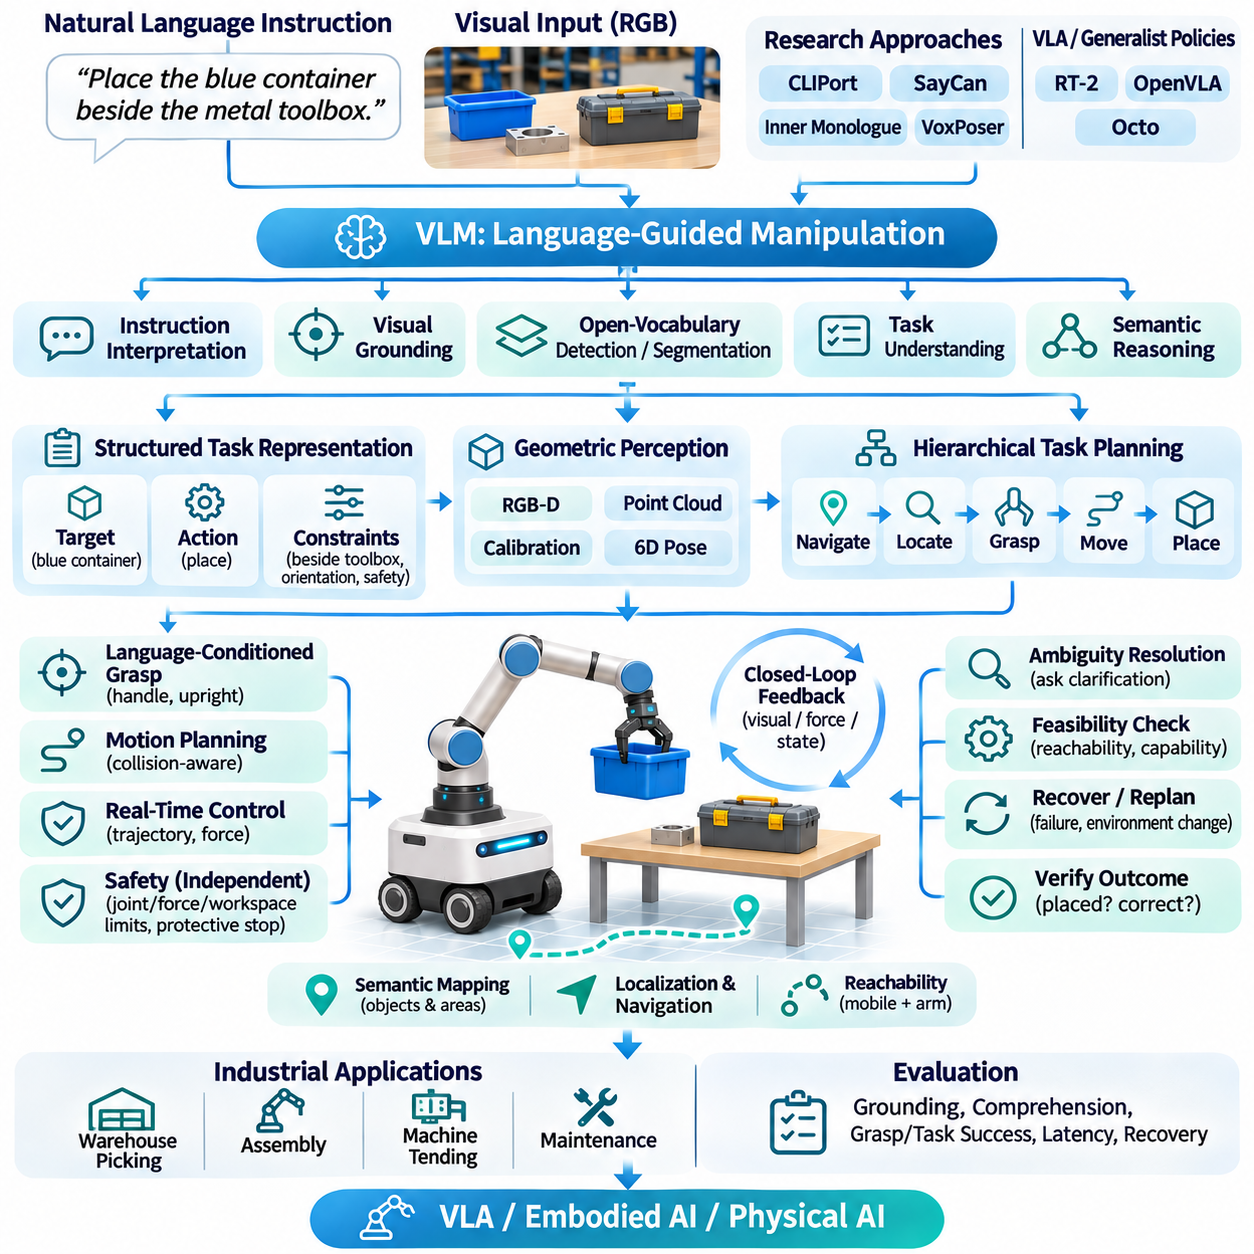 Natural Language Instruction
“Place the blue container
beside the metal toolbox.”
Visual Input (RGB)
Research Approaches
CLIPort
SayCan
Inner Monologue
VoxPoser
VLA / Generalist Policies
RT-2
OpenVLA
Octo
VLM: Language-Guided Manipulation
Instruction
Interpretation
Visual
Grounding
Open-Vocabulary
Detection / Segmentation
Task
Understanding
Semantic
Reasoning
Structured Task Representation
Target
(blue container)
Action
(place)
Constraints
(beside toolbox,
orientation, safety)
Geometric Perception
RGB-D
Point Cloud
Calibration
6D Pose
Hierarchical Task Planning
Navigate
Locate
Grasp
Move
Place
Language-Conditioned
Grasp
(handle, upright)
Motion Planning
(collision-aware)
Real-Time Control
(trajectory, force)
Safety (Independent)
(joint/force/workspace
limits, protective stop)
Closed-Loop
Feedback
(visual / force /
state)
Ambiguity Resolution
(ask clarification)
Feasibility Check
(reachability, capability)
Recover / Replan
(failure, environment change)
Verify Outcome
(placed? correct?)
Semantic Mapping
(objects & areas)
Localization &
Navigation
Reachability
(mobile + arm)
Industrial Applications
Warehouse
Picking
Assembly
Machine
Tending
Maintenance
Evaluation
Grounding, Comprehension,
Grasp/Task Success, Latency, Recovery
VLA / Embodied AI / Physical AI